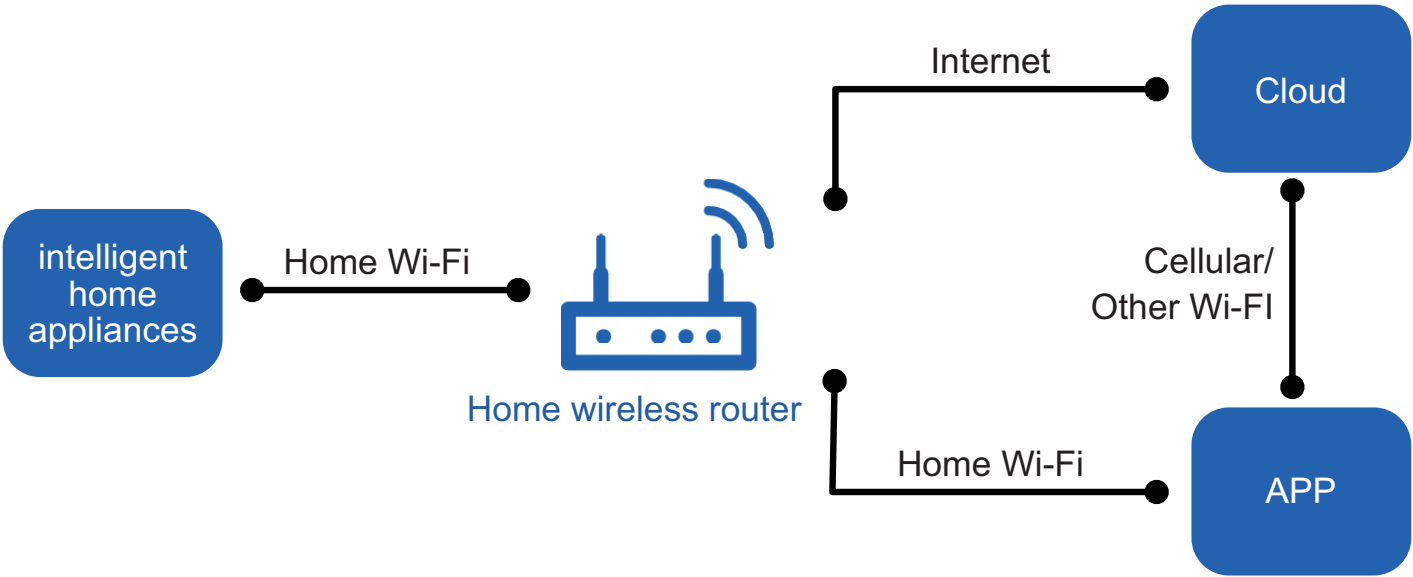 Internet
Cloud
intelligent
home
appliances
Home Wi-Fi
Cellular/
Other Wi-FI
Home wireless router
Home Wi-Fi
APP